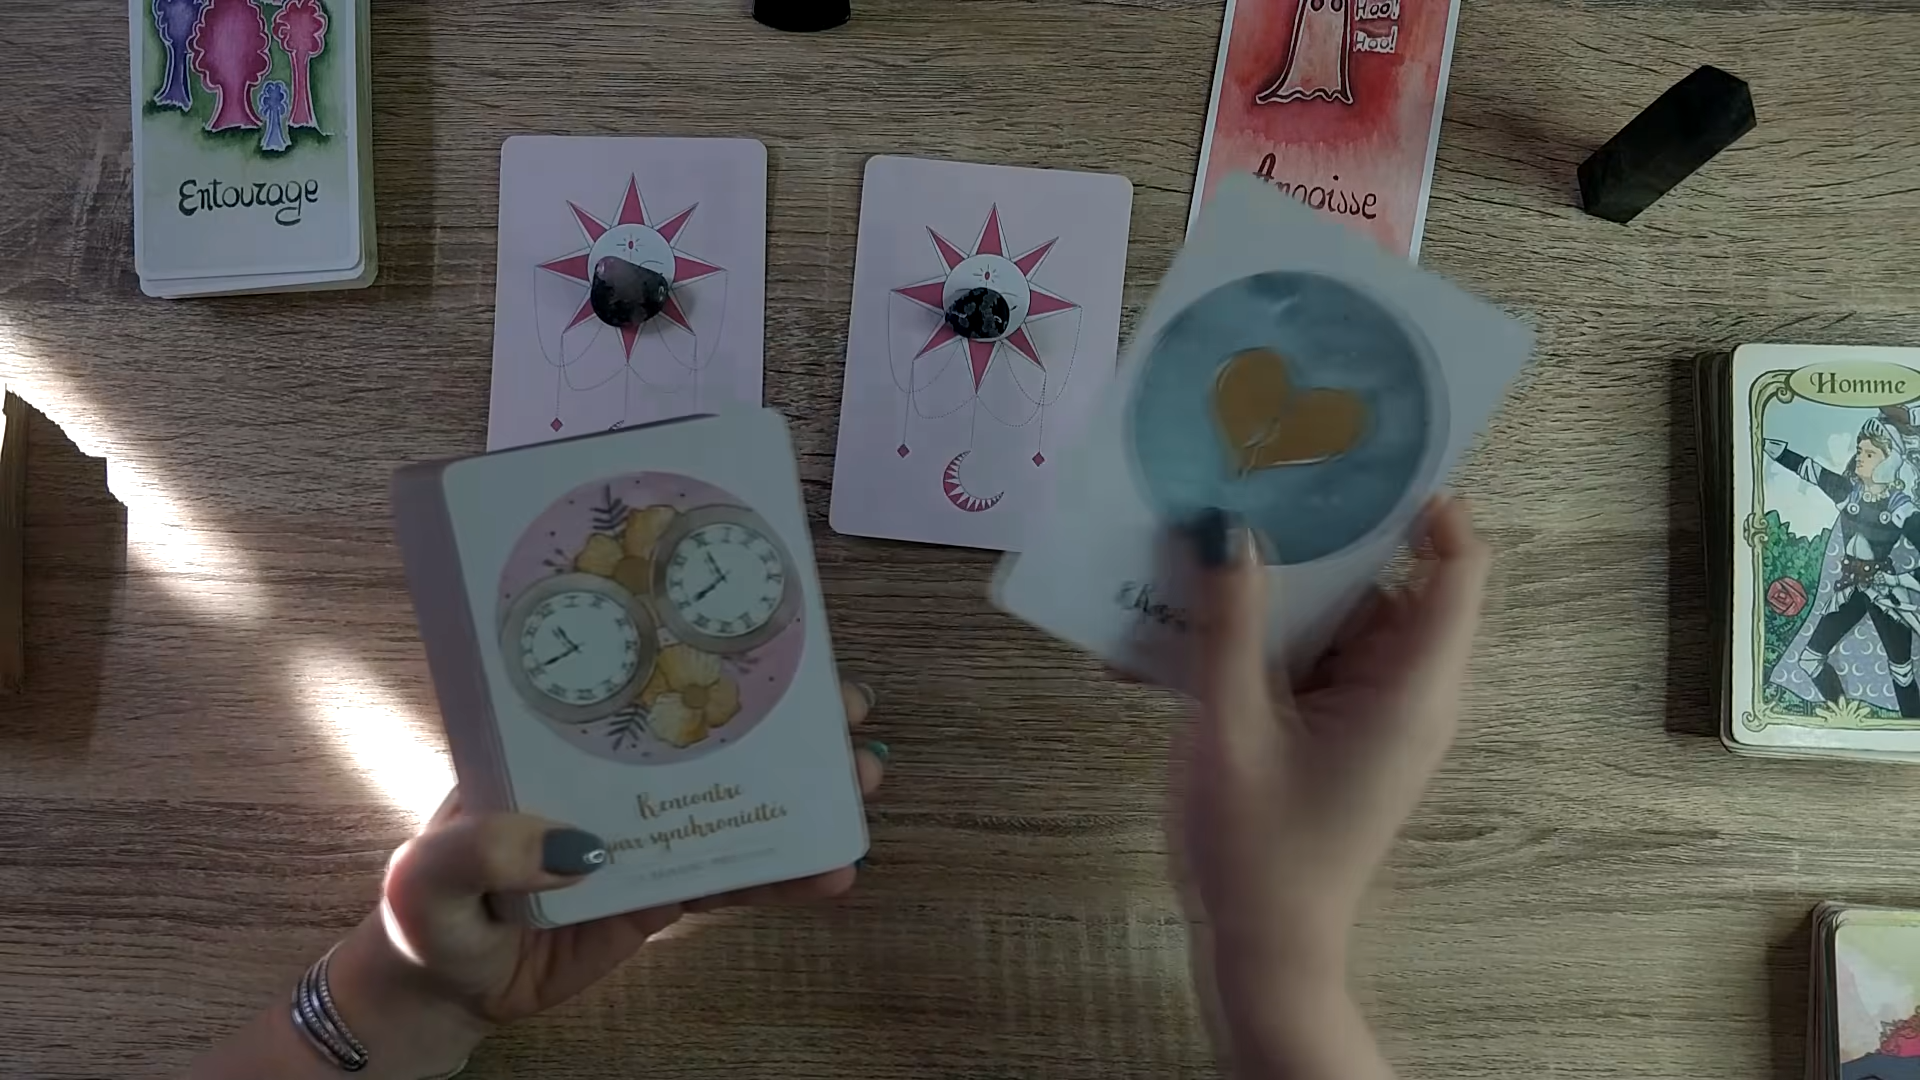 Hoo!
Hoo!
Entourage
Angoisse
Homme
Rencontre
par synchronicités